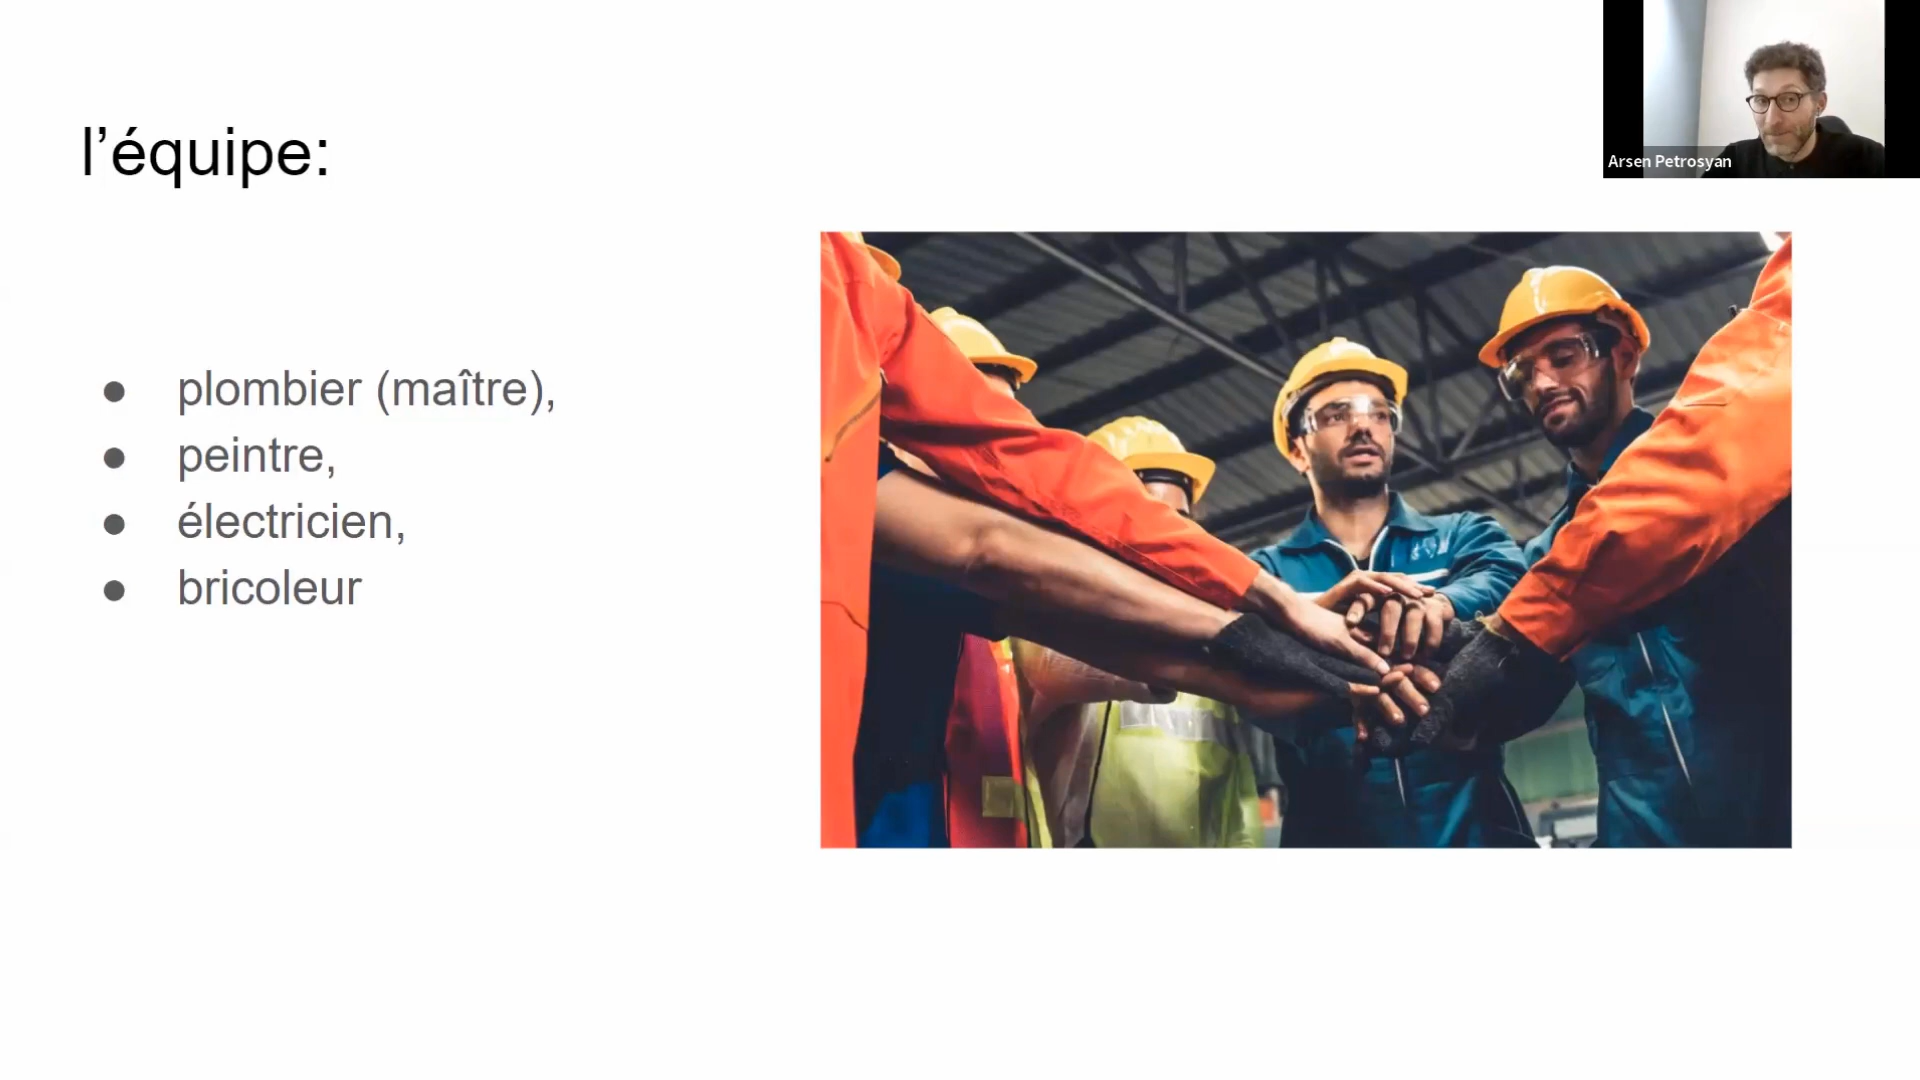 l’équipe:
● plombier (maître),
● peintre,
● électricien,
● bricoleur
Arsen Petrosyan